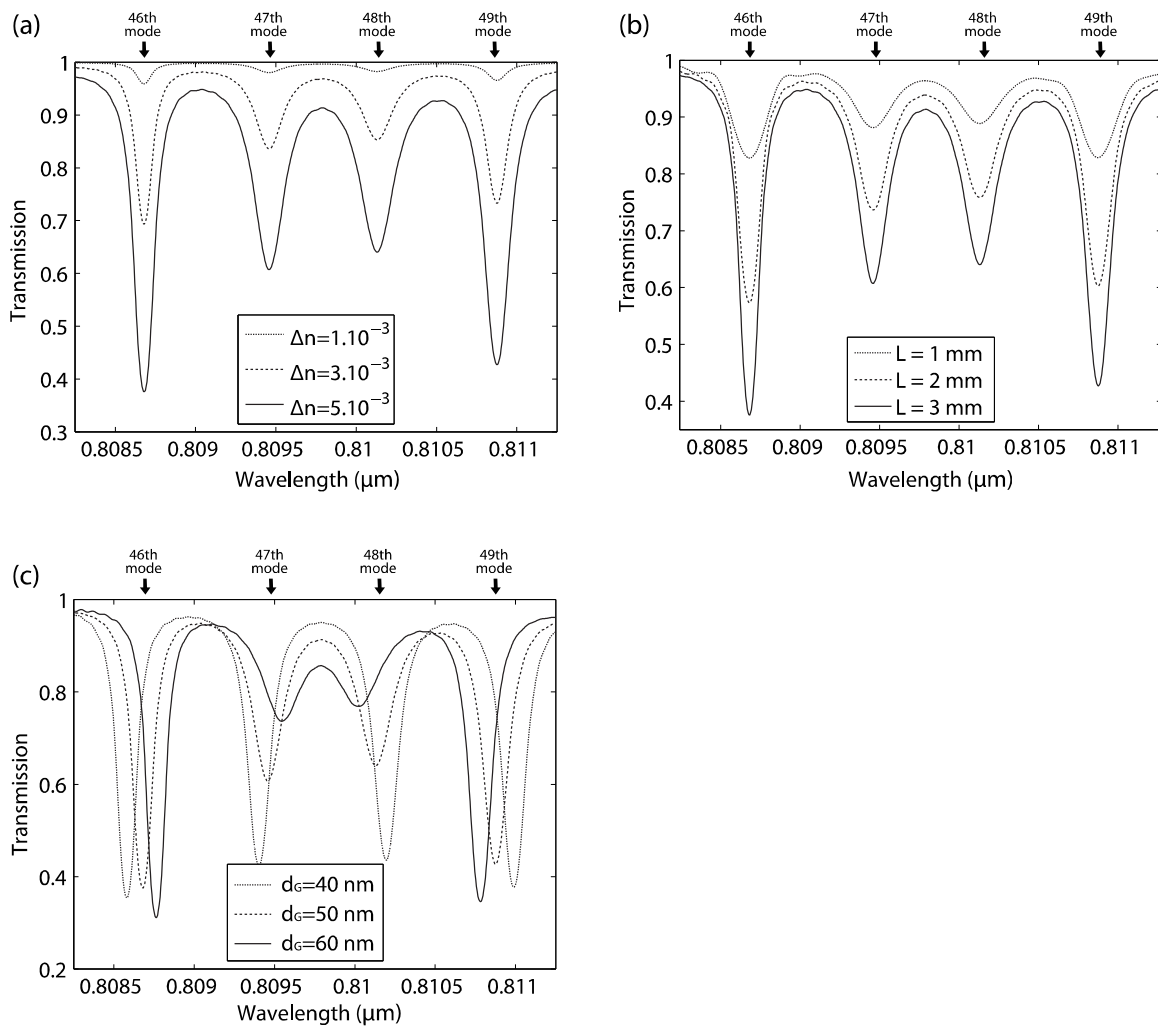 (a)
46th mode
47th mode
48th mode
49th mode
1
0.9
0.8
0.7
0.6
0.5
0.4
0.3
Transmission
Δn=1.10⁻³
Δn=3.10⁻³
Δn=5.10⁻³
0.8085 0.809 0.8095 0.81 0.8105 0.811
Wavelength (μm)
(b)
46th mode
47th mode
48th mode
49th mode
1
0.9
0.8
0.7
0.6
0.5
0.4
Transmission
L = 1 mm
L = 2 mm
L = 3 mm
0.8085 0.809 0.8095 0.81 0.8105 0.811
Wavelength (μm)
(c)
46th mode
47th mode
48th mode
49th mode
1
0.8
0.6
0.4
0.2
Transmission
dG=40 nm
dG=50 nm
dG=60 nm
0.8085 0.809 0.8095 0.81 0.8105 0.811
Wavelength (μm)